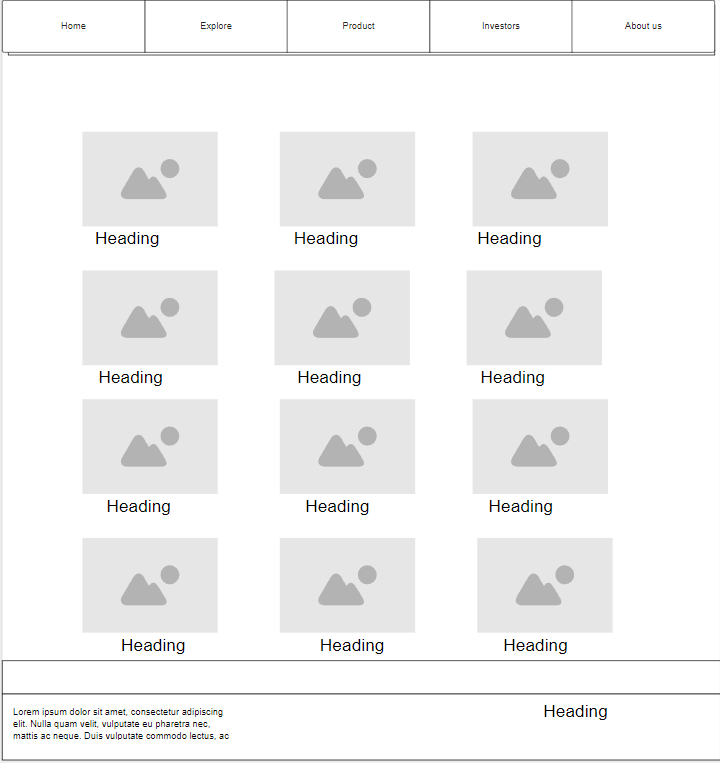 Home
Explore
Product
Investors
About us
Heading
Heading
Heading
Heading
Heading
Heading
Heading
Heading
Heading
Heading
Heading
Heading
Lorem ipsum dolor sit amet, consectetur adipiscing
elit. Nulla quam velit, vulputate eu pharetra nec,
mattis ac neque. Duis vulputate commodo lectus, ac
Heading